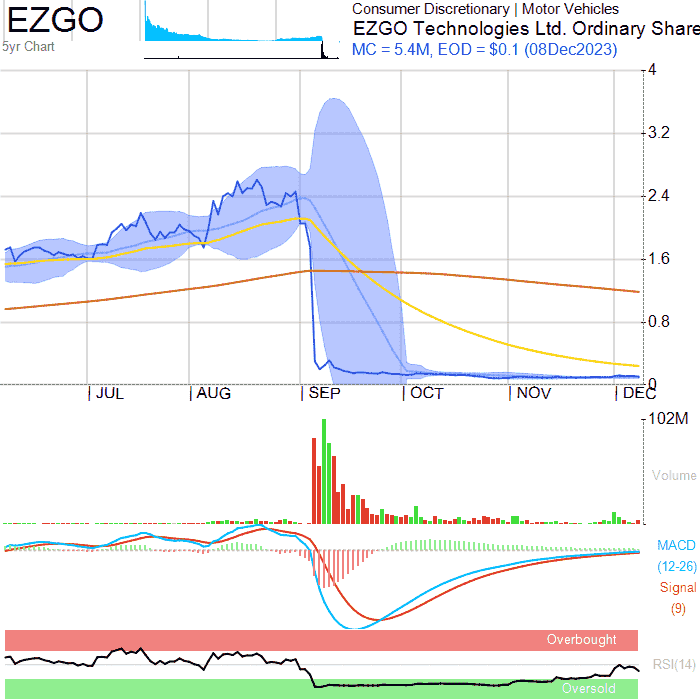 EZGO
5yr Chart
Consumer Discretionary | Motor Vehicles
EZGO Technologies Ltd. Ordinary Share
MC = 5.4M, EOD = $0.1 (08Dec2023)
4
3.2
2.4
1.6
0.8
0
JUL
AUG
SEP
OCT
NOV
DEC
102M
Volume
MACD
(12-26)
Signal
(9)
Overbought
RSI(14)
Oversold